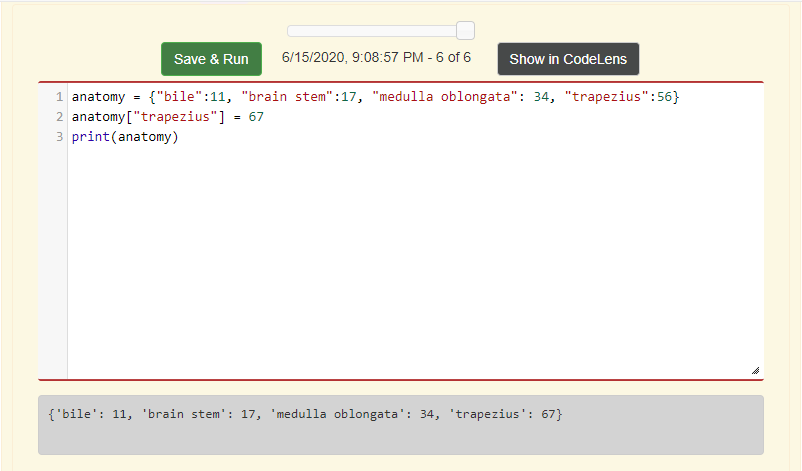 Save & Run 6/15/2020, 9:08:57 PM - 6 of 6 Show in CodeLens
1 anatomy = {"bile":11, "brain stem":17, "medulla oblongata": 34, "trapezius":56}
2 anatomy["trapezius"] = 67
3 print(anatomy)
{'bile': 11, 'brain stem': 17, 'medulla oblongata': 34, 'trapezius': 67}